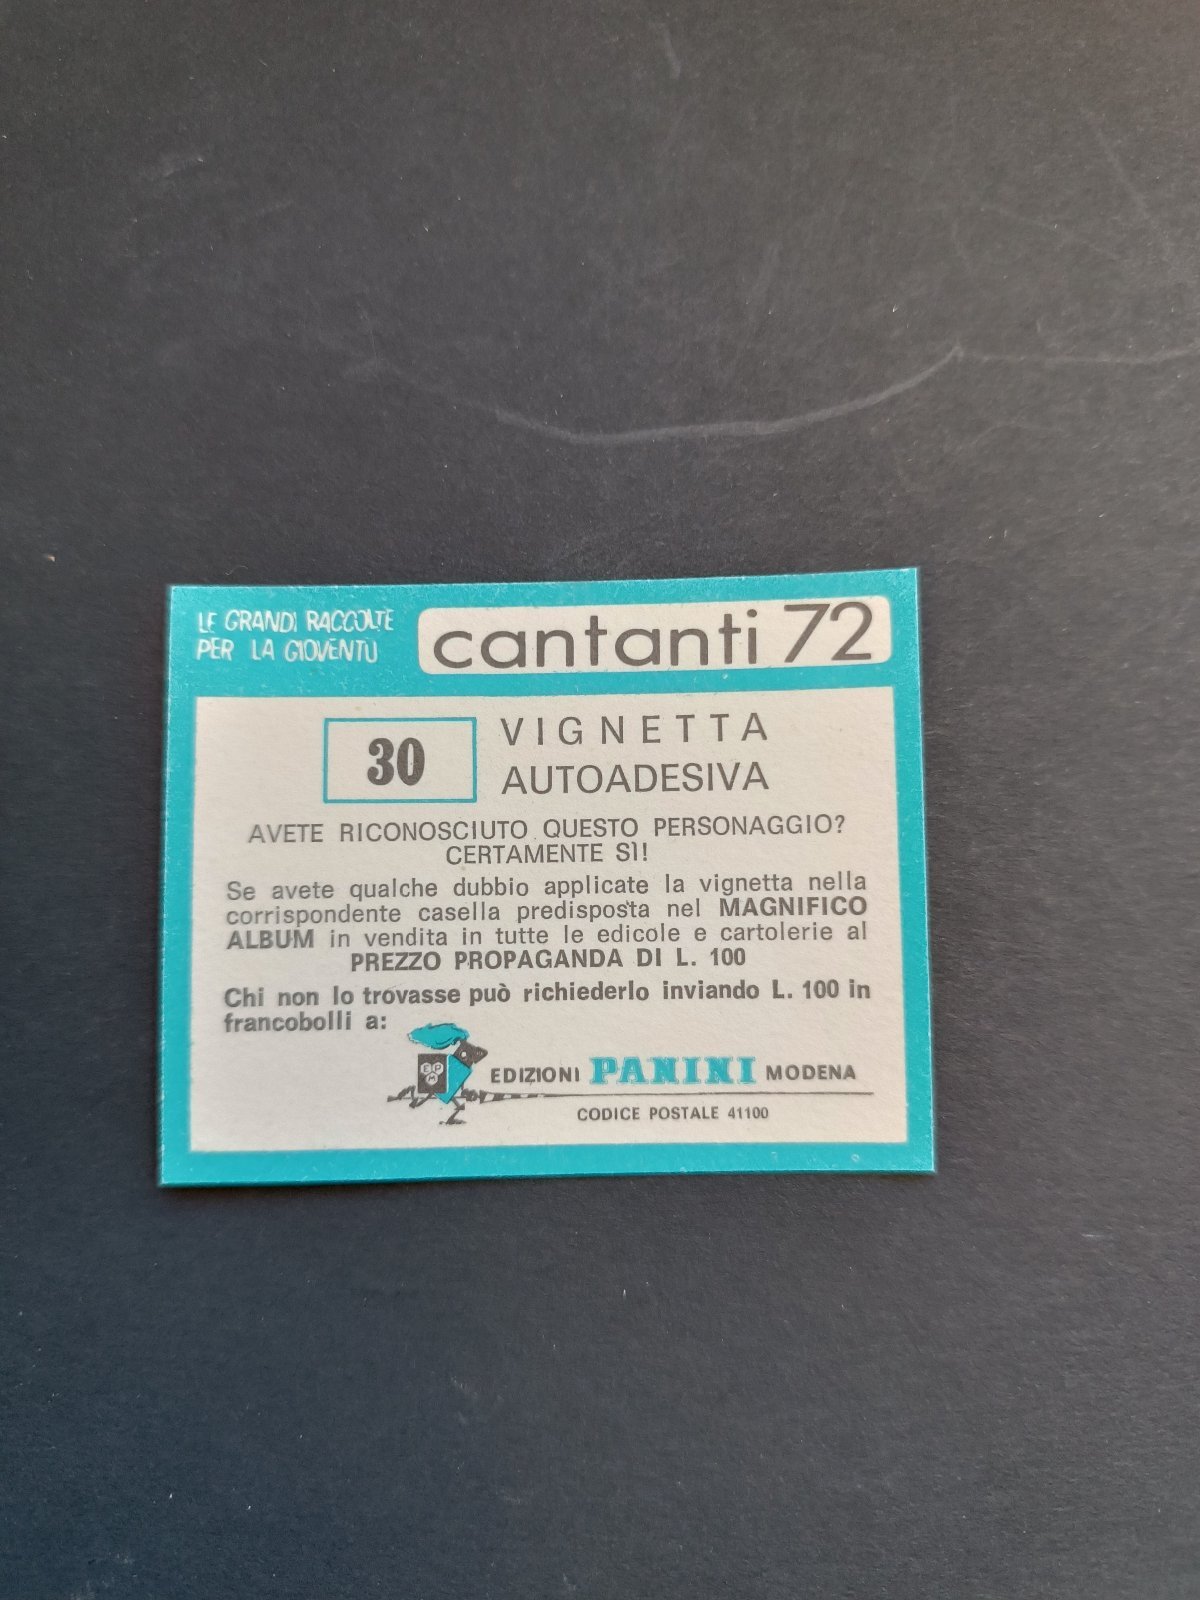 LE GRANDI RACCOLTE
PER LA GIOVENTÙ
cantanti 72
30
VIGNETTA
AUTOADESIVA
AVETE RICONOSCIUTO QUESTO PERSONAGGIO?
CERTAMENTE SÌ!
Se avete qualche dubbio applicate la vignetta nella
corrispondente casella predisposta nel MAGNIFICO
ALBUM in vendita in tutte le edicole e cartolerie al
PREZZO PROPAGANDA DI L. 100
Chi non lo trovasse può richiederlo inviando L. 100 in
francobolli a:
EPM
EDIZIONI PANINI MODENA
CODICE POSTALE 41100